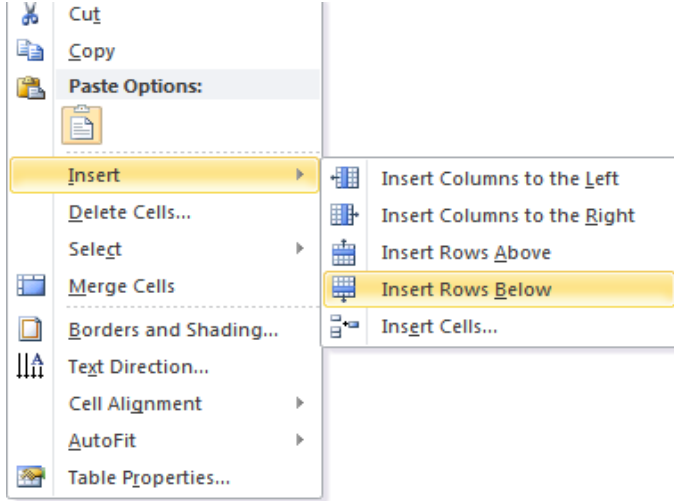 Cut
Copy
Paste Options:
Insert
Delete Cells...
Select
Merge Cells
Borders and Shading...
Text Direction...
Cell Alignment
AutoFit
Table Properties...
Insert Columns to the Left
Insert Columns to the Right
Insert Rows Above
Insert Rows Below
Insert Cells...